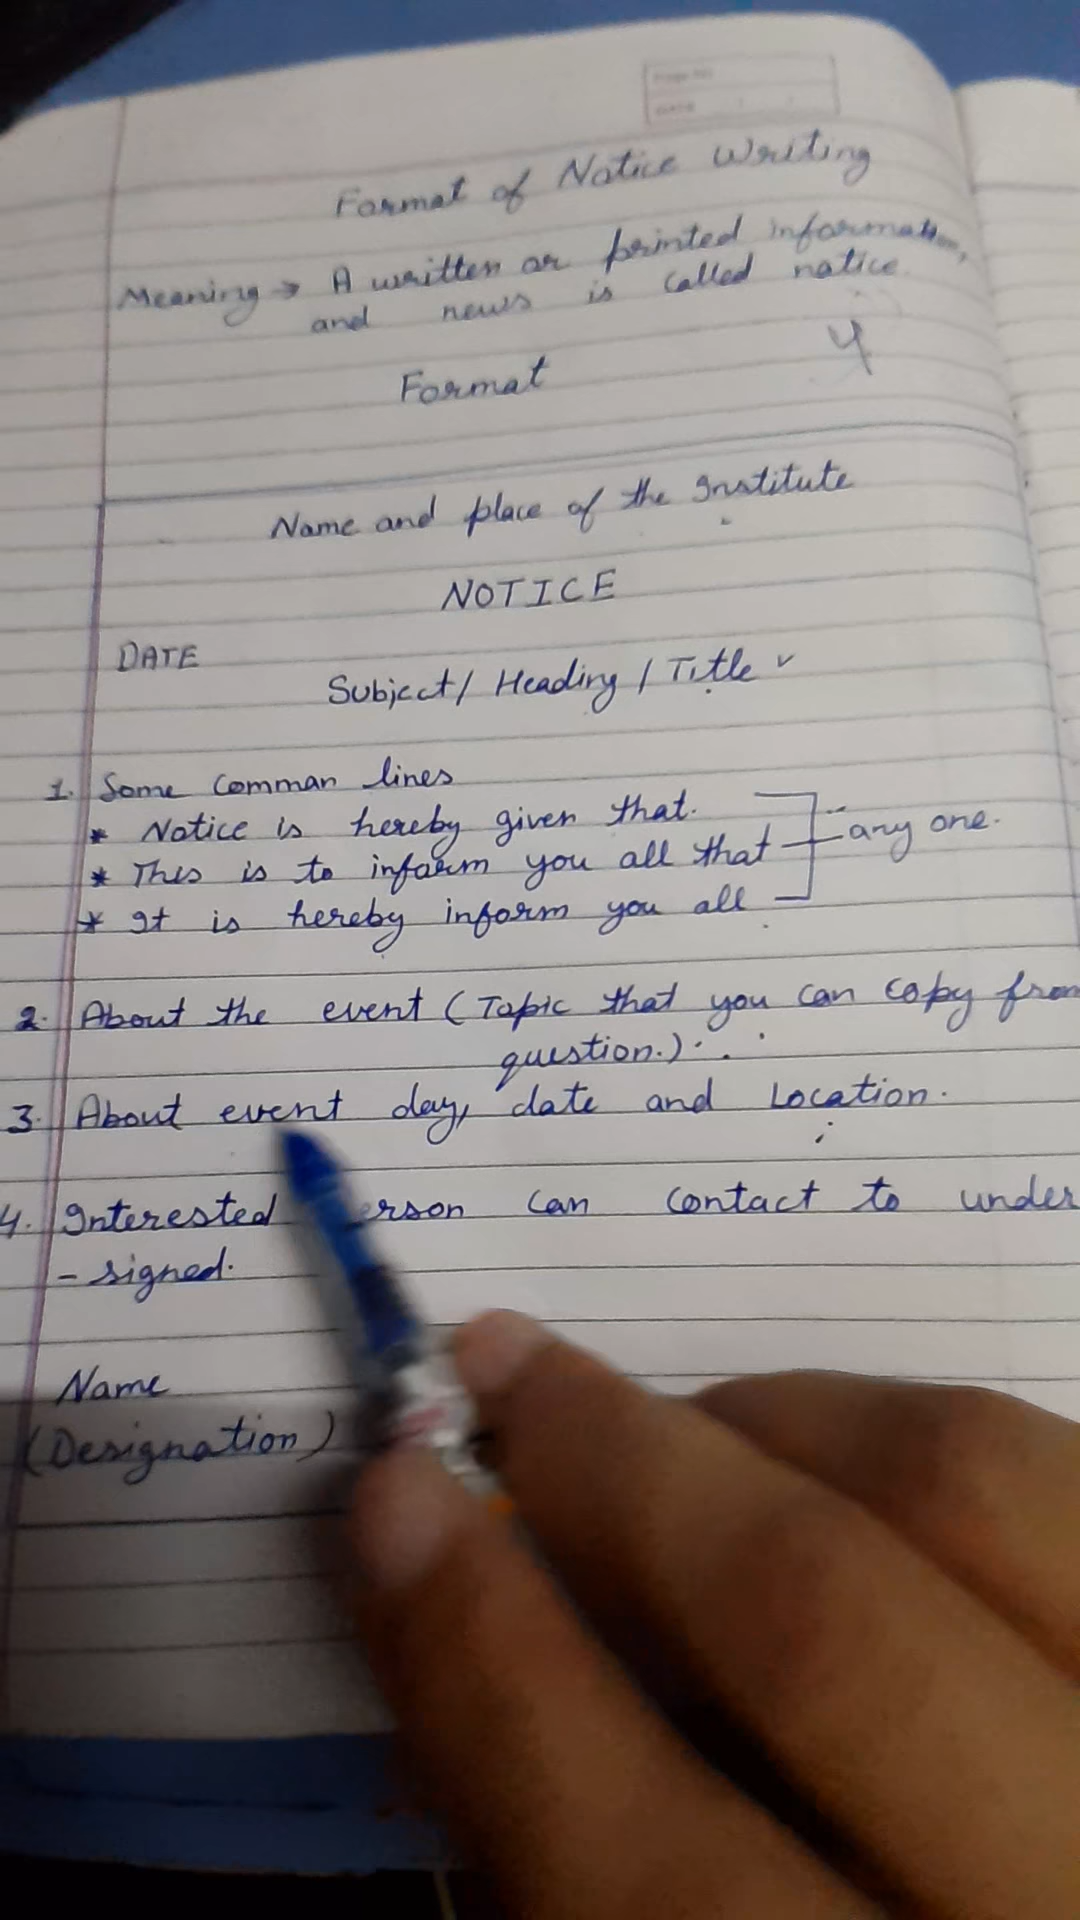 Page No.
DATE / /
Format of Notice Writing
Meaning → A written or printed information,
and news is called notice.
Format
Name and place of the Institute
NOTICE
DATE
Subject / Heading / Title ✓
1. Some Comman lines
* Notice is hereby given that.
* This is to inform you all that
* It is hereby inform you all
any one.
2. About the event (Topic that you can copy from
question.)
3. About event day, date and Location.
4. Interested erson can contact to under
- signed.
Name
(Designation)